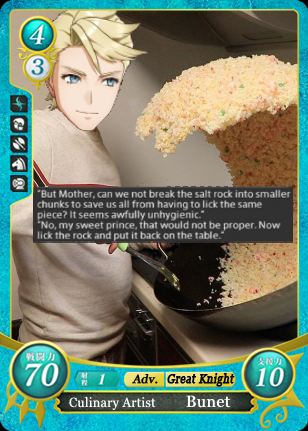 4
3
"But Mother, can we not break the salt rock into smaller
chunks to save us all from having to lick the same
piece? It seems awfully unhygienic."
"No, my sweet prince, that would not be proper. Now
lick the rock and put it back on the table."
戦闘力
70
射程 1
Adv. Great Knight
支援力
10
Culinary Artist Bunet